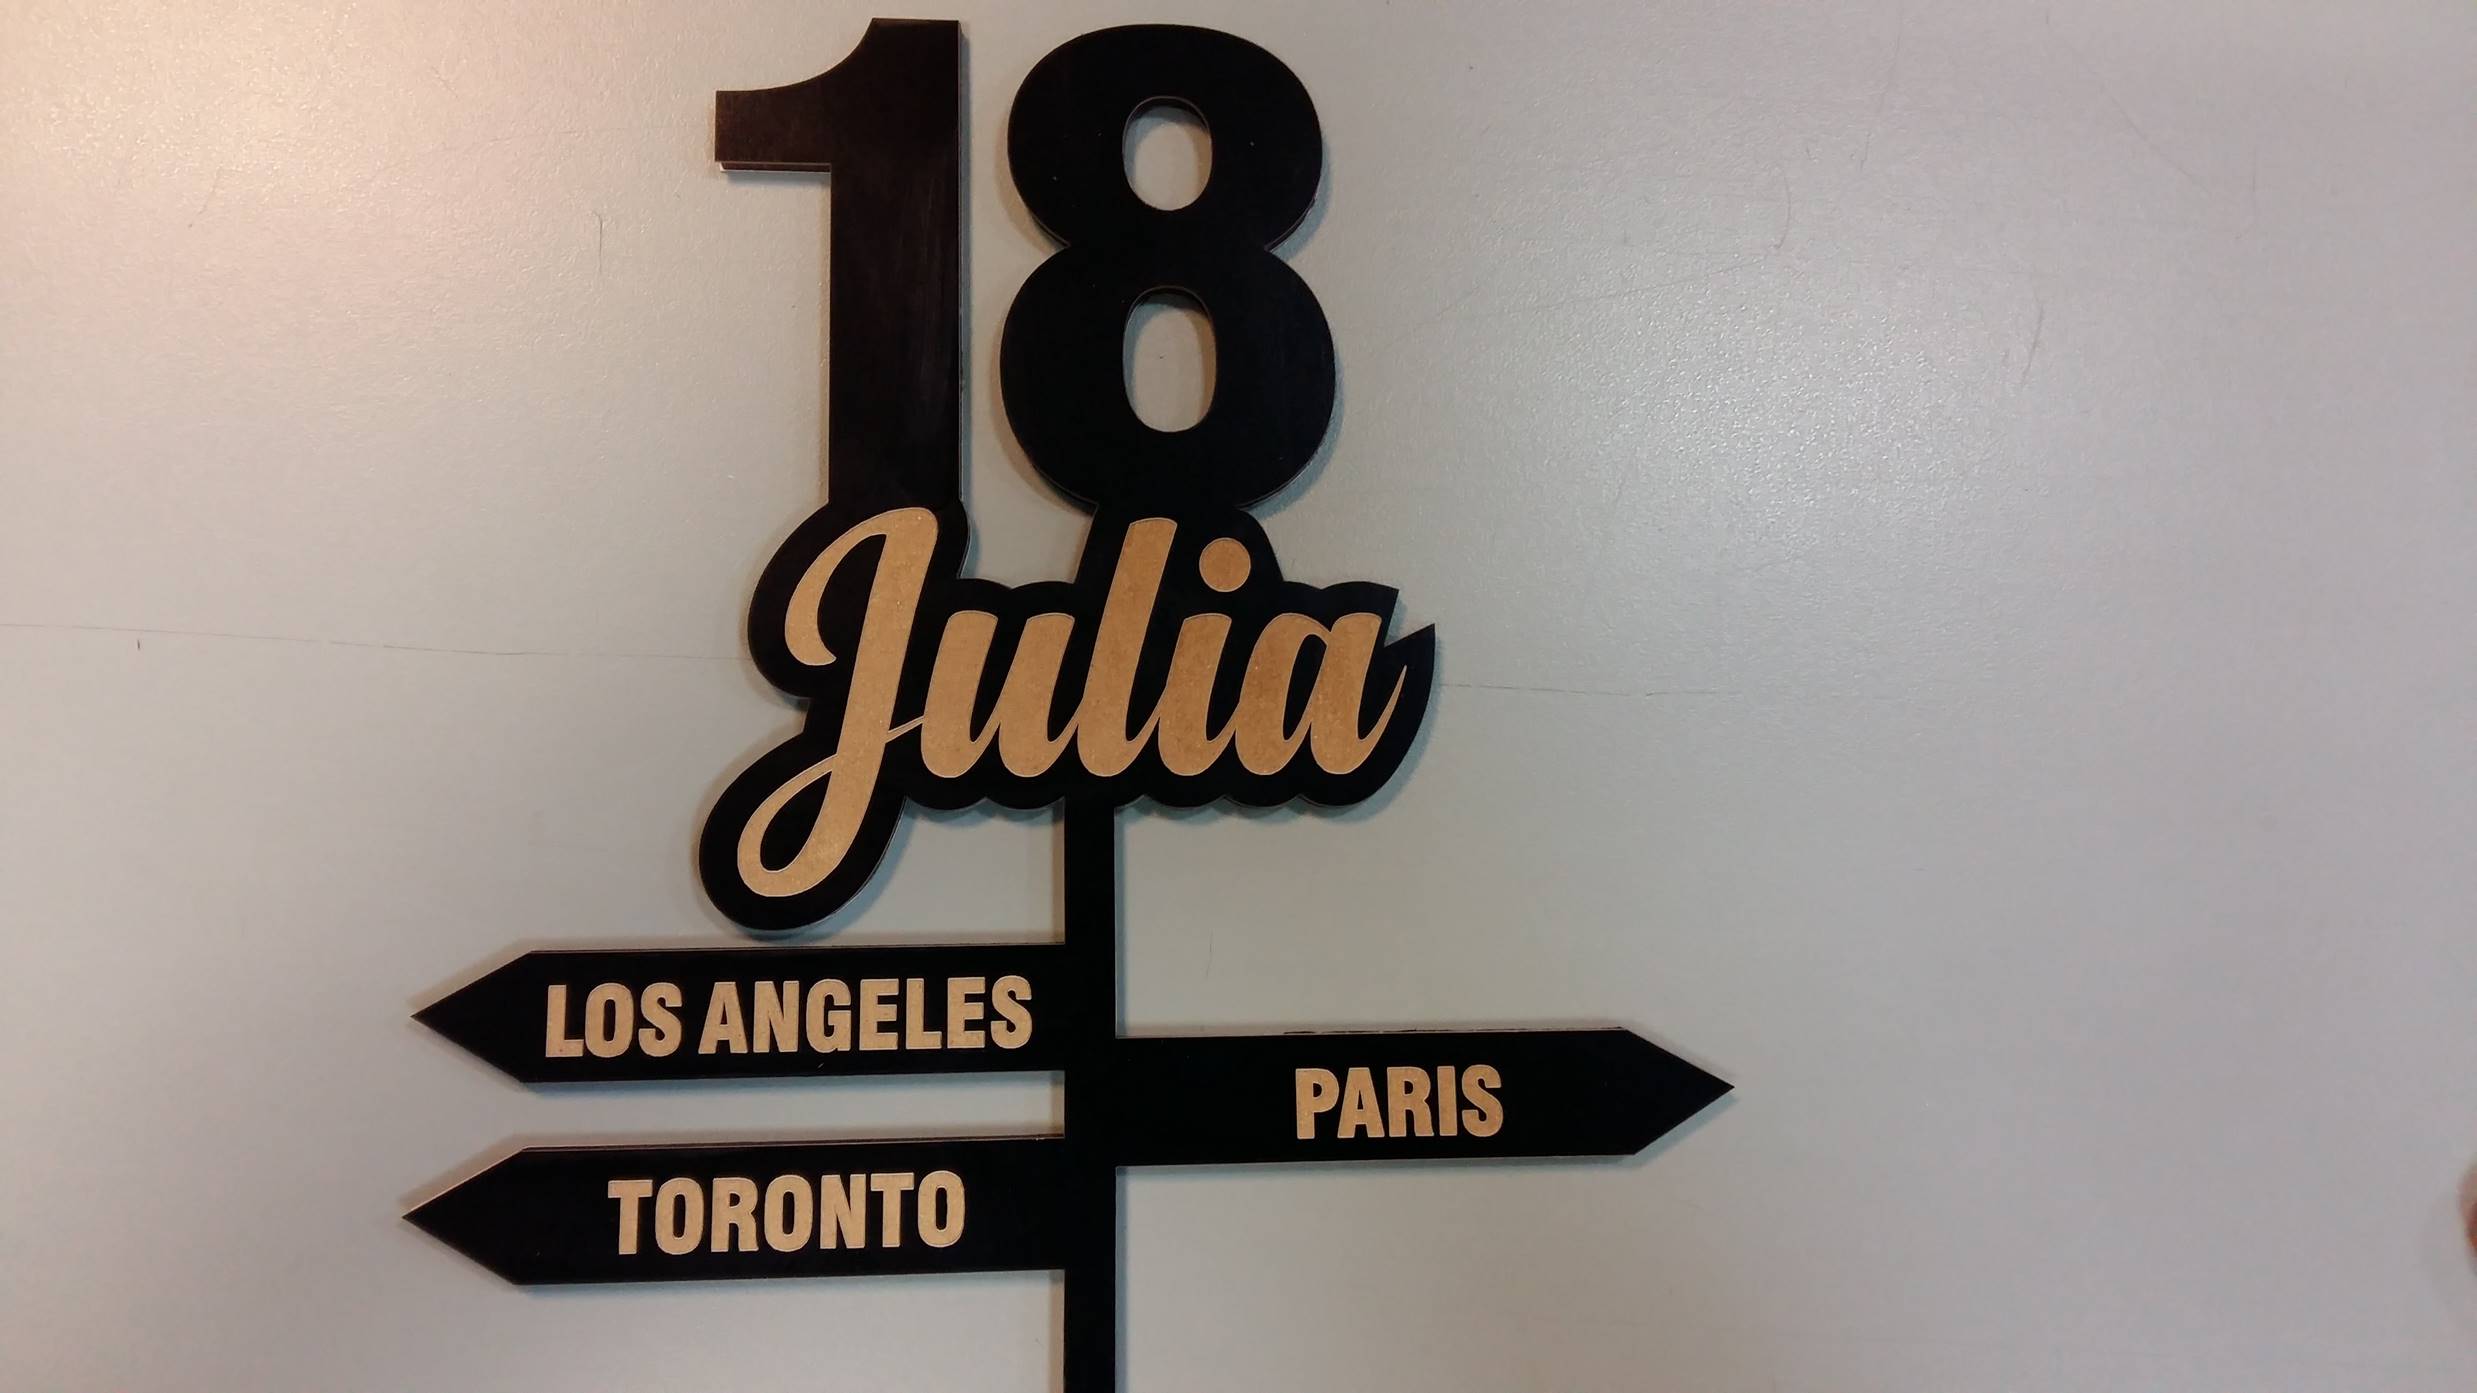 18
Julia
LOS ANGELES
PARIS
TORONTO